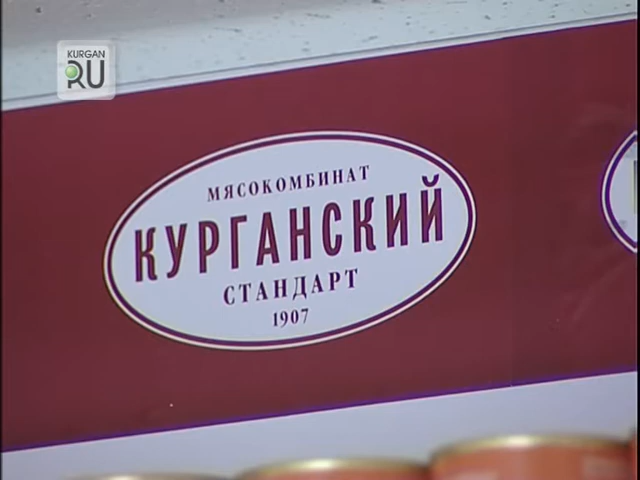 KURGAN
RU
МЯСОКОМБИНАТ
КУРГАНСКИЙ
СТАНДАРТ
1907